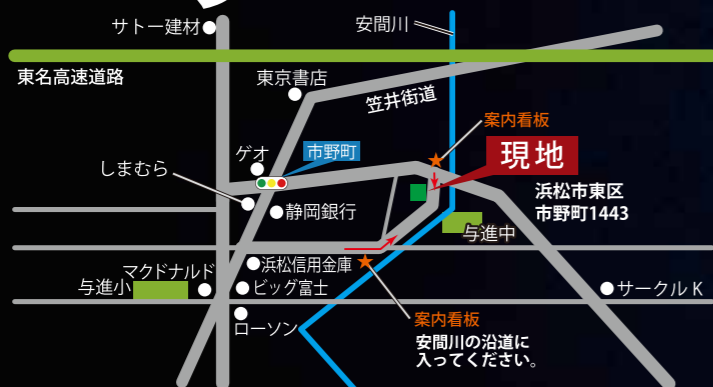 サトー建材
安間川
東名高速道路
東京書店
笠井街道
案内看板
ゲオ
市野町
現地
しまむら
浜松市東区
市野町1443
静岡銀行
与進中
浜松信用金庫
マクドナルド
与進小
ビッグ富士
サークルK
案内看板
ローソン
安間川の沿道に
入ってください。